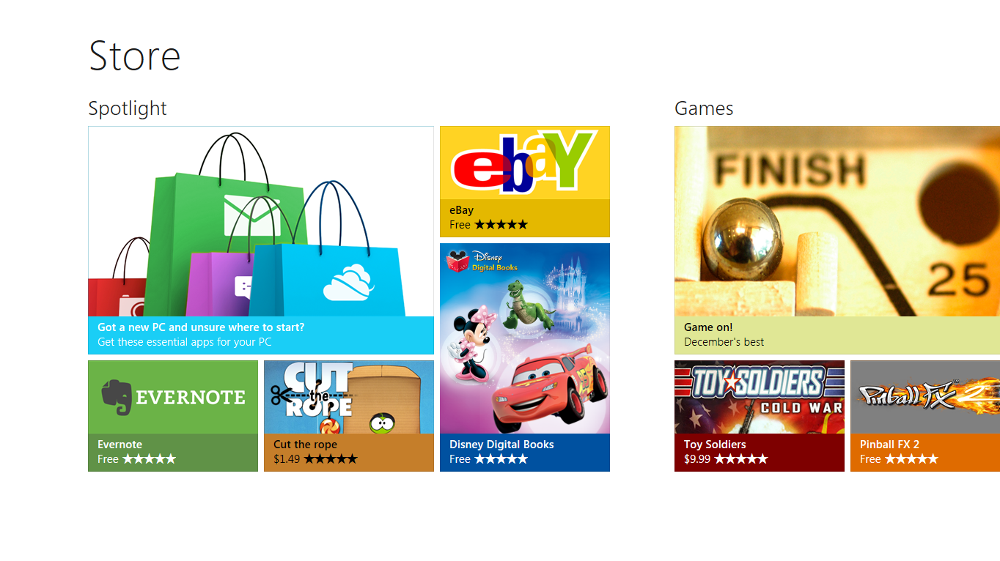 Store
Spotlight
Got a new PC and unsure where to start?
Get these essential apps for your PC
EVERNOTE
Evernote
Free ★★★★★
CUT
the
ROPE
Cut the rope
$1.49 ★★★★★
ebay
eBay
Free ★★★★★
Disney
Digital Books
Disney Digital Books
Free ★★★★★
Games
FINISH
25
Game on!
December's best
TOY SOLDIERS
COLD WAR
Toy Soldiers
$9.99 ★★★★★
Pinball FX 2
Pinball FX 2
Free ★★★★★